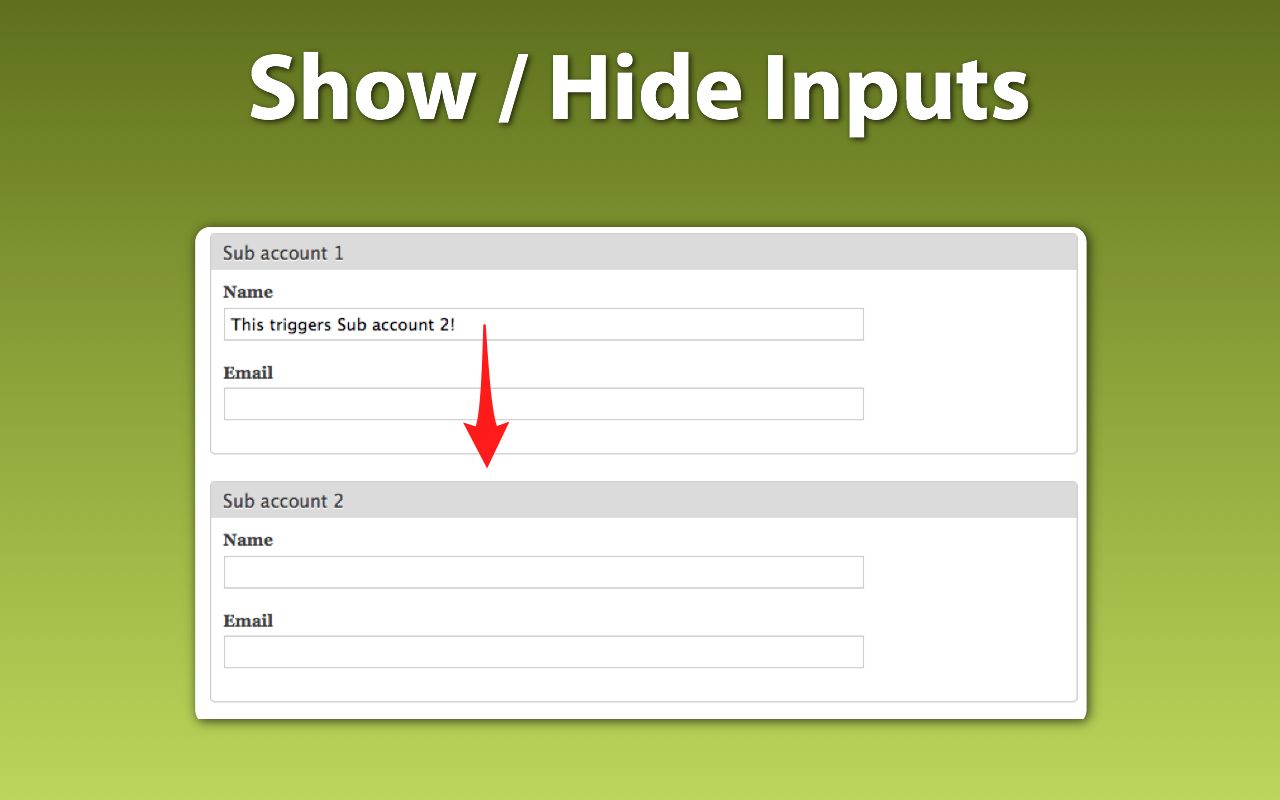 Show / Hide Inputs
Sub account 1
Name
This triggers Sub account 2!
Email
Sub account 2
Name
Email